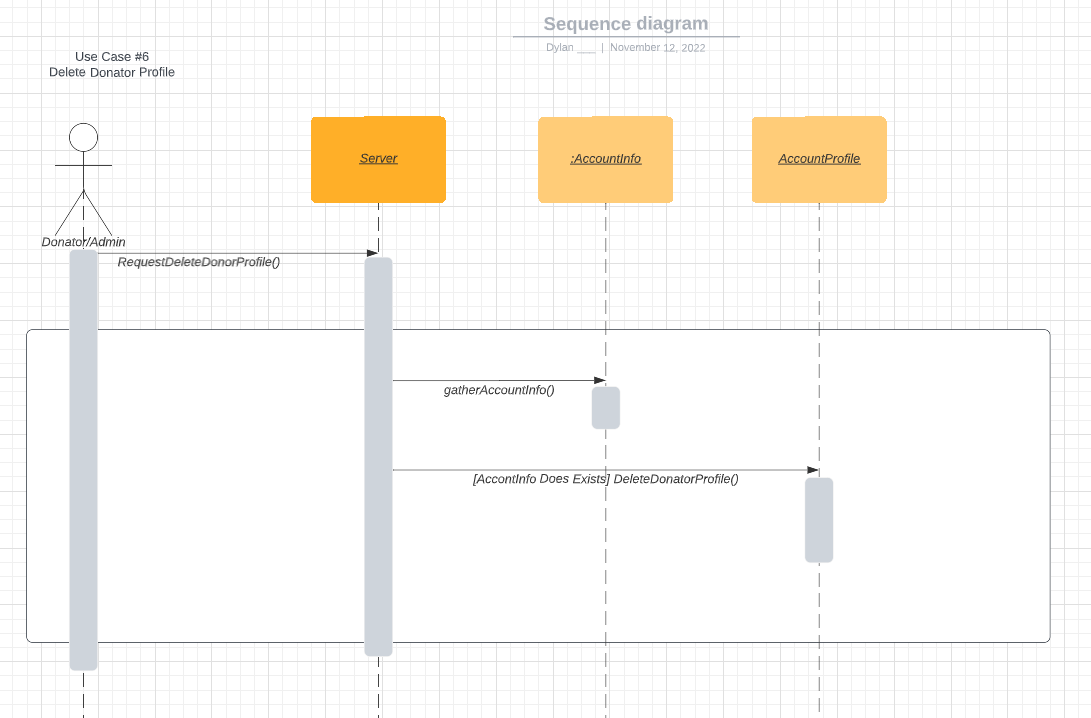 Sequence diagram
Dylan ___ | November 12, 2022
Use Case #6
Delete Donator Profile
Server
:AccountInfo
AccountProfile
Donator/Admin
RequestDeleteDonorProfile()
gatherAccountInfo()
[AccontInfo Does Exists] DeleteDonatorProfile()